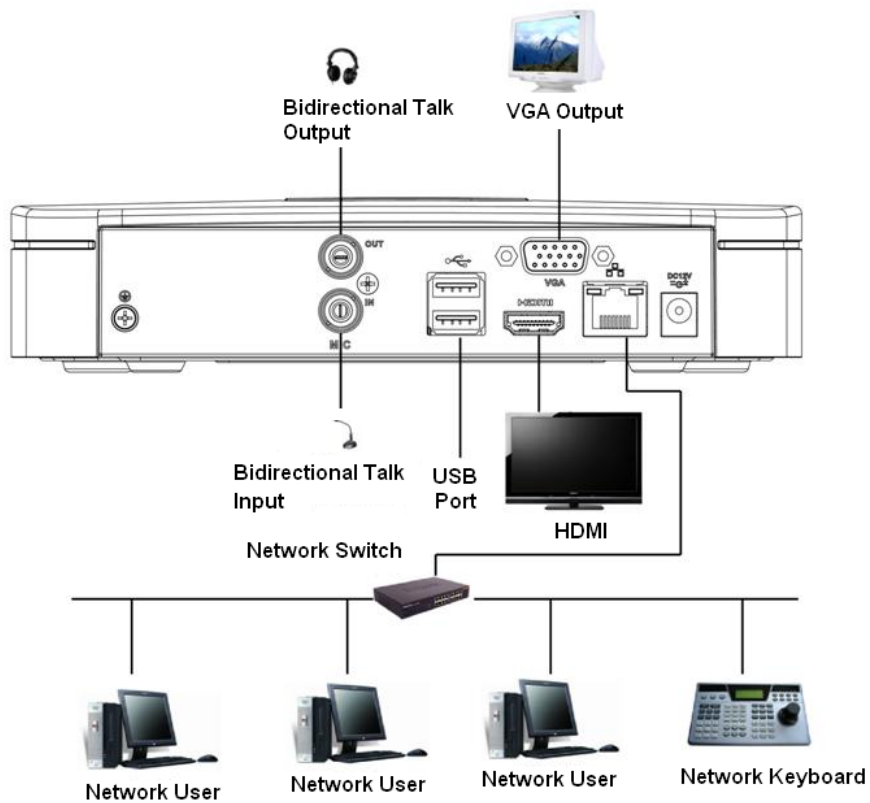 Bidirectional Talk
Output
VGA Output
OUT
IN
MIC
VGA
HDMI
DC12V
Bidirectional Talk
Input
USB
Port
HDMI
Network Switch
Network User
Network User
Network User
Network Keyboard